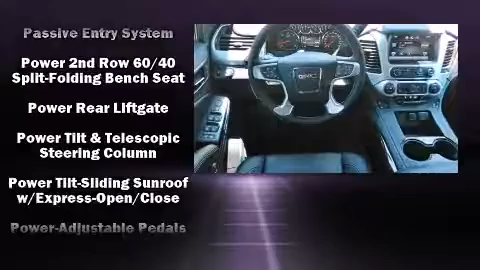 Passive Entry System
Power 2nd Row 60/40
Split-Folding Bench Seat
Power Rear Liftgate
Power Tilt & Telescopic
Steering Column
Power Tilt-Sliding Sunroof
w/Express-Open/Close
Power-Adjustable Pedals
GMC